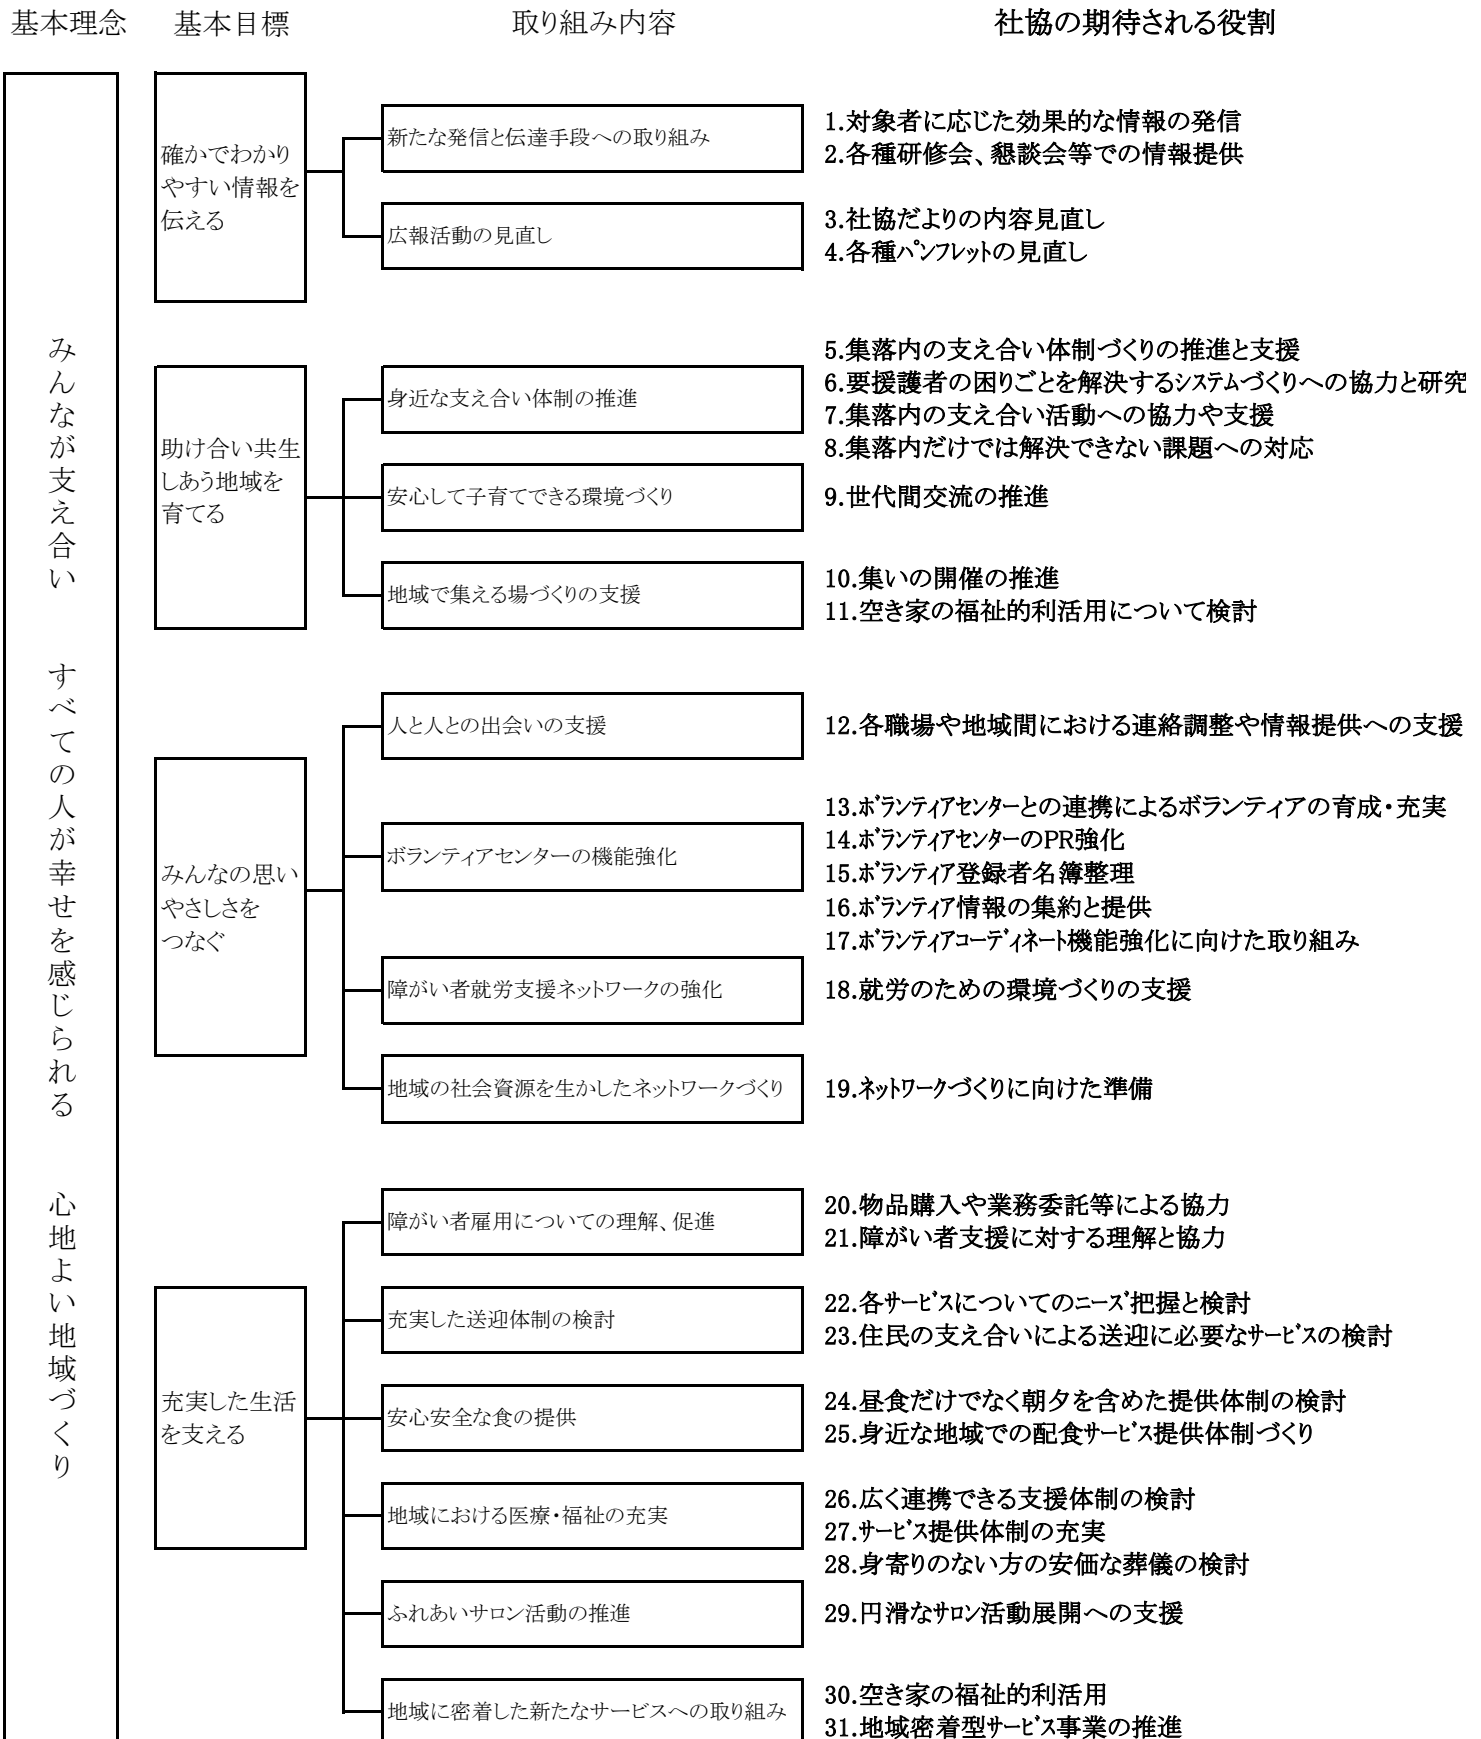 基本理念
基本目標
取り組み内容
社協の期待される役割
みんなが支え合い　すべての人が幸せを感じられる　心地よい地域づくり
確かでわかり
やすい情報を
伝える
新たな発信と伝達手段への取り組み
1.対象者に応じた効果的な情報の発信
2.各種研修会、懇談会等での情報提供
広報活動の見直し
3.社協だよりの内容見直し
4.各種ﾊﾟﾝﾌﾚｯﾄの見直し
助け合い共生
しあう地域を
育てる
身近な支え合い体制の推進
5.集落内の支え合い体制づくりの推進と支援
6.要援護者の困りごとを解決するｼｽﾃﾑづくりへの協力と研究
7.集落内の支え合い活動への協力や支援
8.集落内だけでは解決できない課題への対応
安心して子育てできる環境づくり
9.世代間交流の推進
地域で集える場づくりの支援
10.集いの開催の推進
11.空き家の福祉的利活用について検討
みんなの思い
やさしさを
つなぐ
人と人との出会いの支援
12.各職場や地域間における連絡調整や情報提供への支援
ボランティアセンターの機能強化
13.ﾎﾞﾗﾝﾃｨｱｾﾝﾀｰとの連携によるボランティアの育成・充実
14.ﾎﾞﾗﾝﾃｨｱｾﾝﾀｰのPR強化
15.ﾎﾞﾗﾝﾃｨｱ登録者名簿整理
16.ﾎﾞﾗﾝﾃｨｱ情報の集約と提供
17.ﾎﾞﾗﾝﾃｨｱｺｰﾃﾞｨﾈｰﾄ機能強化に向けた取り組み
障がい者就労支援ネットワークの強化
18.就労のための環境づくりの支援
地域の社会資源を生かしたネットワークづくり
19.ﾈｯﾄﾜｰｸづくりに向けた準備
充実した生活
を支える
障がい者雇用についての理解、促進
20.物品購入や業務委託等による協力
21.障がい者支援に対する理解と協力
充実した送迎体制の検討
22.各ｻｰﾋﾞｽについてのﾆｰｽﾞ把握と検討
23.住民の支え合いによる送迎に必要なｻｰﾋﾞｽの検討
安心安全な食の提供
24.昼食だけでなく朝夕を含めた提供体制の検討
25.身近な地域での配食ｻｰﾋﾞｽ提供体制づくり
地域における医療・福祉の充実
26.広く連携できる支援体制の検討
27.ｻｰﾋﾞｽ提供体制の充実
28.身寄りのない方の安価な葬儀の検討
ふれあいサロン活動の推進
29.円滑なｻﾛﾝ活動展開への支援
地域に密着した新たなサービスへの取り組み
30.空き家の福祉的利活用
31.地域密着型ｻｰﾋﾞｽ事業の推進